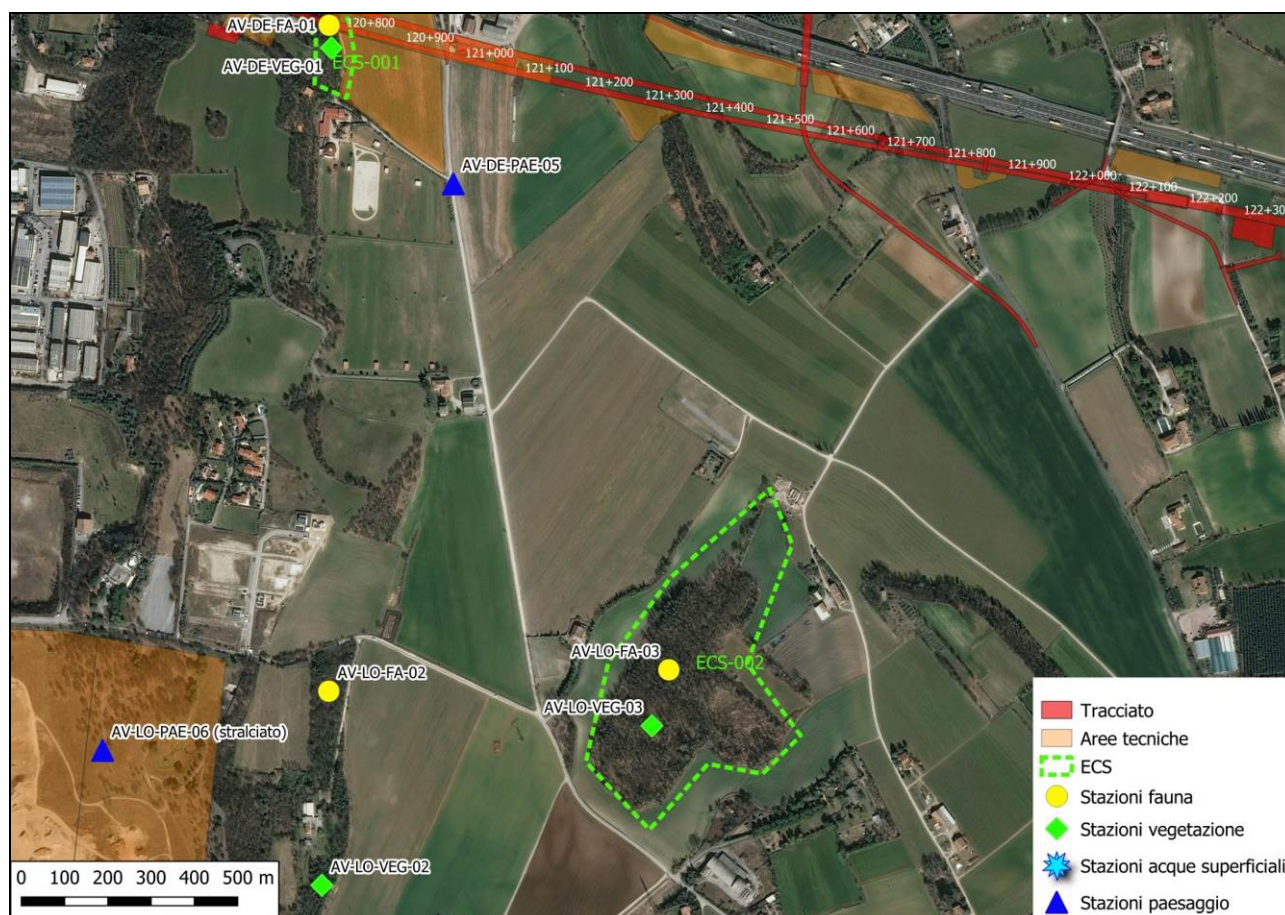 AV-DE-FA-01
AV-DE-VEG-01
ECS-001
120+800
120+900
121+000
121+100
121+200
121+300
121+400
121+500
121+600
121+700
121+800
121+900
122+000
122+100
122+200
122+30
AV-DE-PAE-05
AV-LO-FA-02
AV-LO-FA-03
ECS-002
AV-LO-VEG-03
AV-LO-PAE-06 (stralciato)
AV-LO-VEG-02
0 100 200 300 400 500 m
Tracciato
Aree tecniche
ECS
Stazioni fauna
Stazioni vegetazione
Stazioni acque superficiali
Stazioni paesaggio